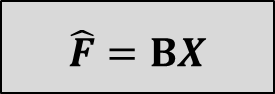 F̂ = BX